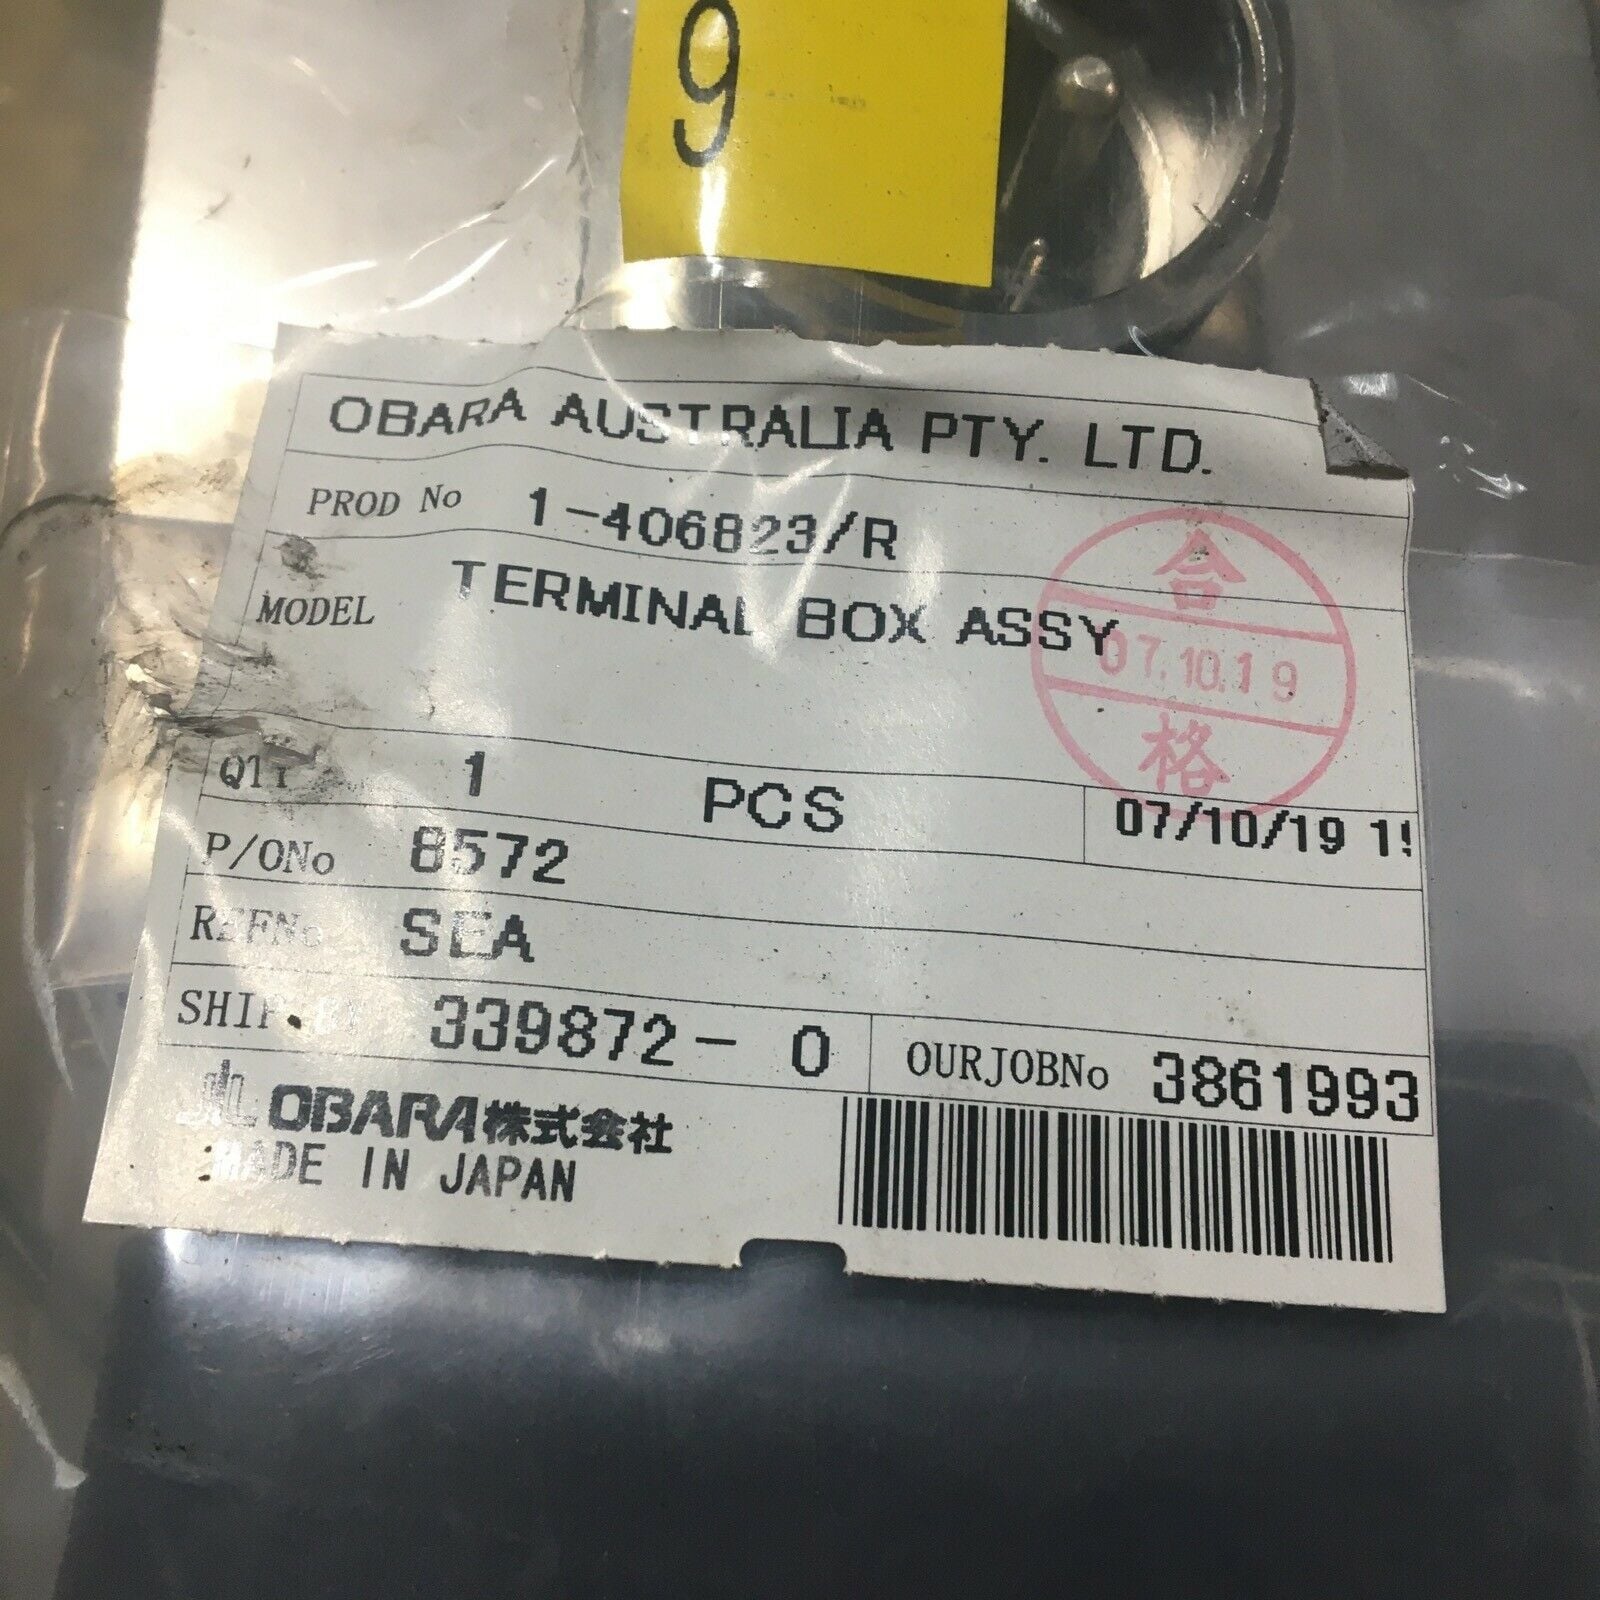 9
OBARA AUSTRALIA PTY. LTD.
PROD No 1-406823/R
MODEL TERMINAL BOX ASSY
合
07.10.19
格
QTY 1 PCS 07/10/19
P/ONo 8572
REFNo SEA
339872- 0 OURJOBNo 3861993
OBARA株式会社
MADE IN JAPAN